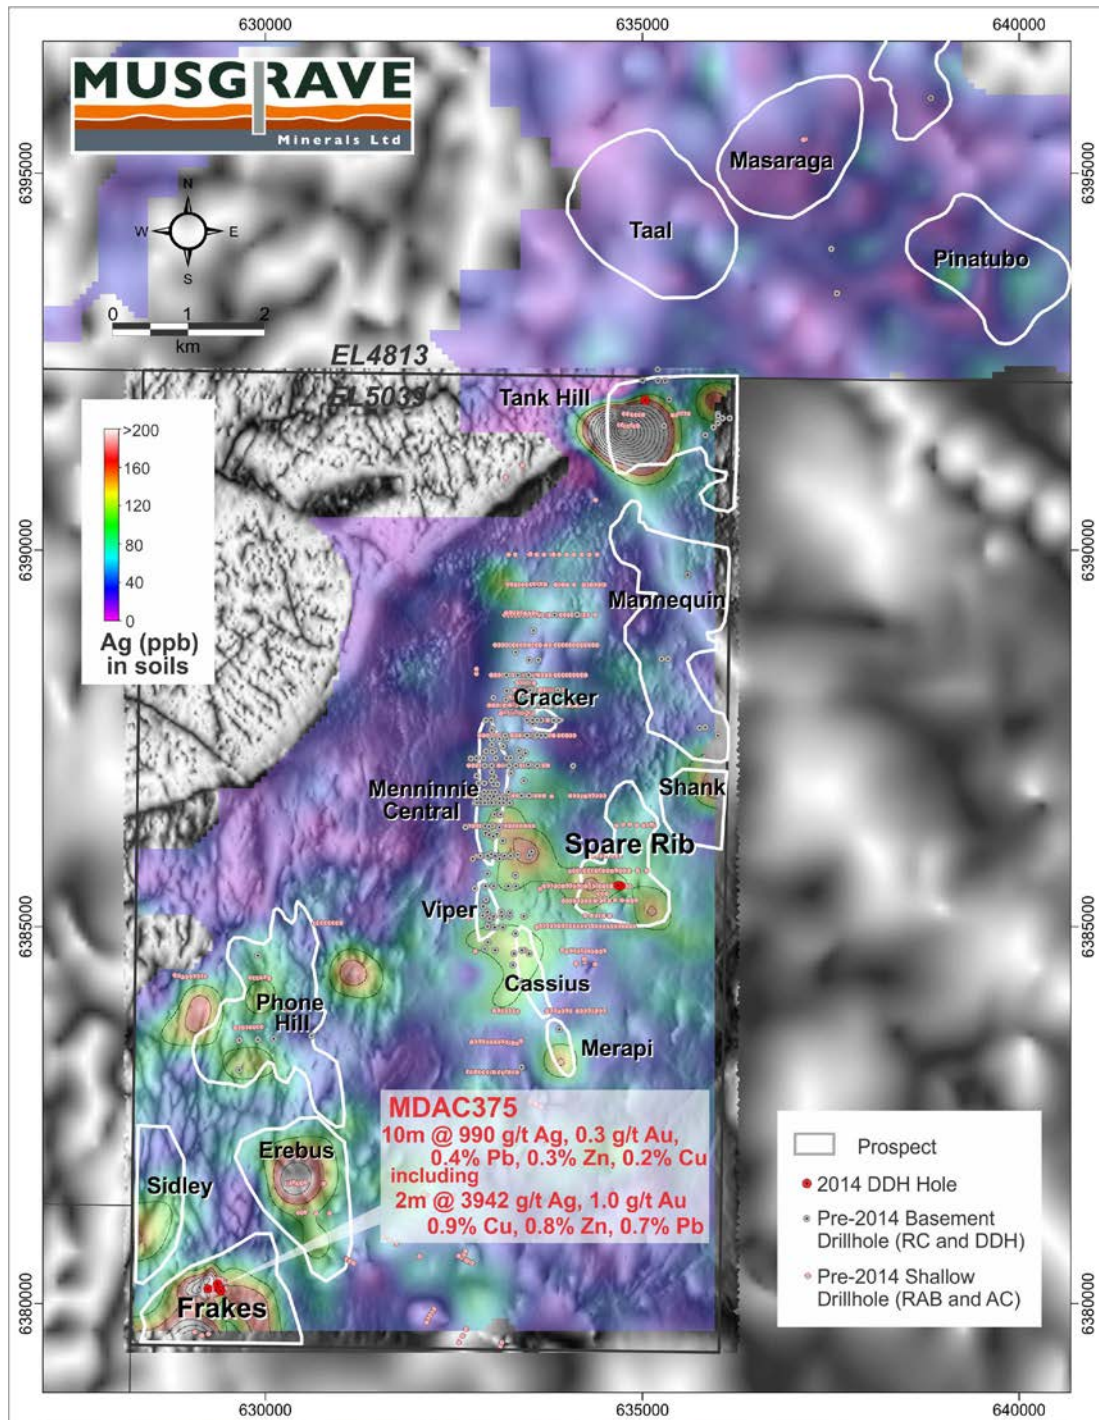 630000
635000
640000
MUSGRAVE
Minerals Ltd
6395000
6395000
N
W
E
S
0 1 2
km
Masaraga
Taal
Pinatubo
EL4813
EL5039
Tank Hill
>200
160
120
80
40
0
Ag (ppb)
in soils
6390000
6390000
Mannequin
Cracker
Menninnie
Central
Shank
Spare Rib
Viper
6385000
6385000
Cassius
Phone
Hill
Merapi
MDAC375
10m @ 990 g/t Ag, 0.3 g/t Au,
0.4% Pb, 0.3% Zn, 0.2% Cu
including
2m @ 3942 g/t Ag, 1.0 g/t Au
0.9% Cu, 0.8% Zn, 0.7% Pb
Erebus
Sidley
Frakes
6380000
6380000
Prospect
2014 DDH Hole
Pre-2014 Basement
Drillhole (RC and DDH)
Pre-2014 Shallow
Drillhole (RAB and AC)
630000
635000
640000